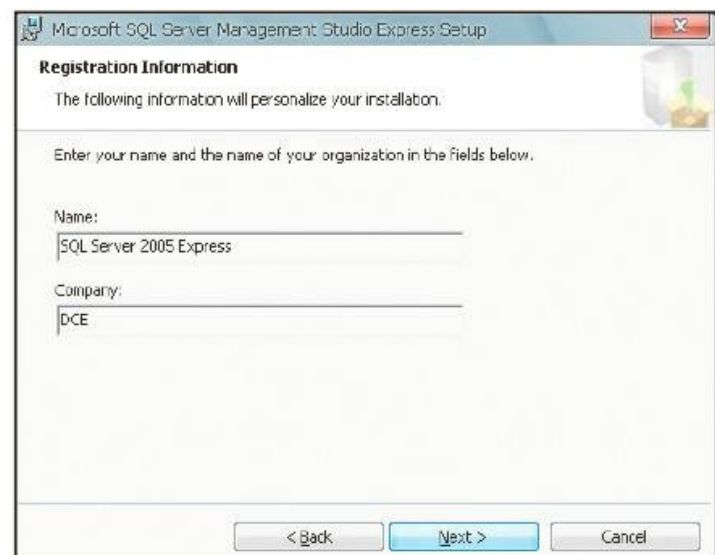 Microsoft SQL Server Management Studio Express Setup
Registration Information
The following information will personalize your installation.
Enter your name and the name of your organization in the fields below.
Name:
SQL Server 2005 Express
Company:
DCE
< Back
Next >
Cancel